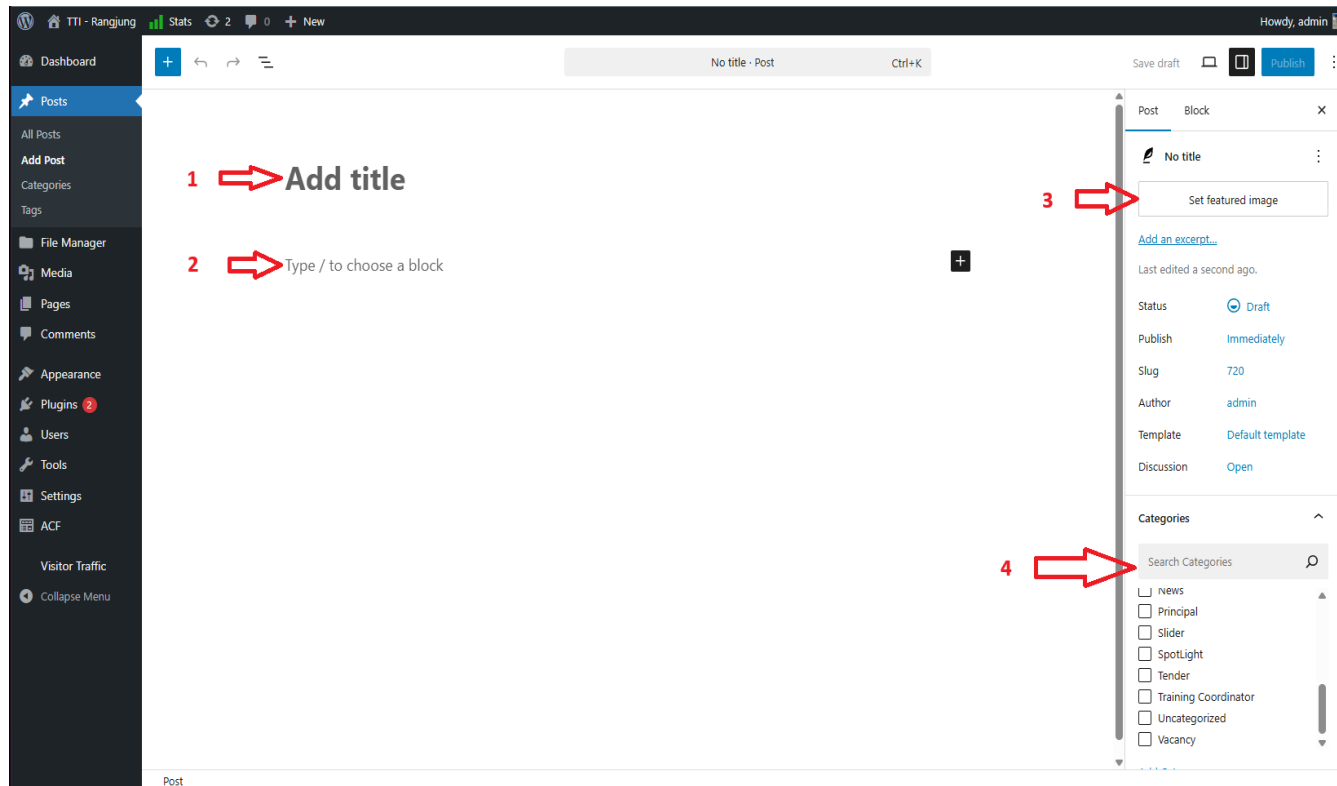 TTI - Rangjung Stats 2 0 New Howdy, admin
Dashboard
Posts
All Posts
Add Post
Categories
Tags
File Manager
Media
Pages
Comments
Appearance
Plugins 2
Users
Tools
Settings
ACF
Visitor Traffic
Collapse Menu
No title · Post Ctrl+K
Save draft Publish
1 Add title
2 Type / to choose a block
Post Block
No title
3 Set featured image
Add an excerpt...
Last edited a second ago.
Status Draft
Publish Immediately
Slug 720
Author admin
Template Default template
Discussion Open
Categories
4 Search Categories
News
Principal
Slider
SpotLight
Tender
Training Coordinator
Uncategorized
Vacancy
Post